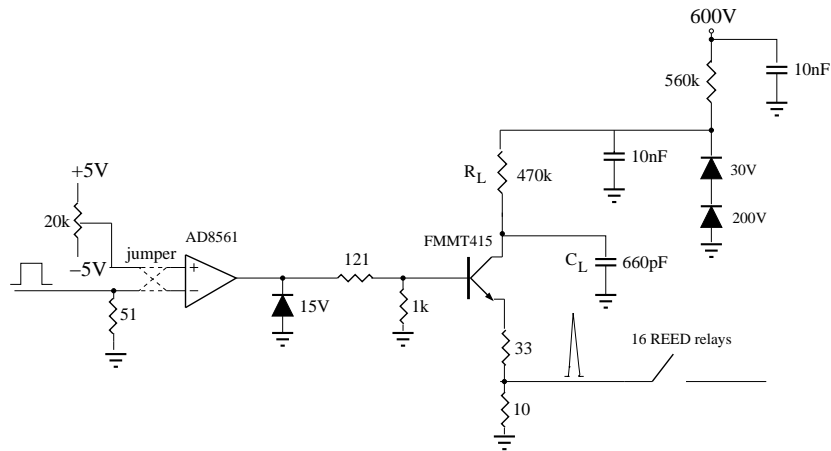 600V
560k
10nF
R_L
470k
10nF
30V
200V
+5V
20k
−5V
jumper
AD8561
+
−
51
15V
121
1k
FMMT415
C_L
660pF
33
10
16 REED relays